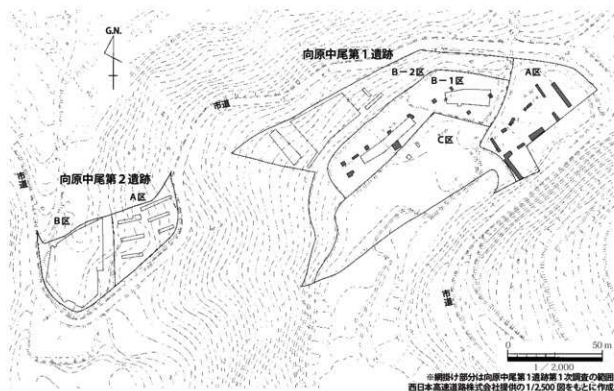 G.N.
向原中尾第１遺跡
B－2区
B－1区
A区
市道
C区
市道
向原中尾第２遺跡
A区
B区
市道
0
50 m
1／2,000
※網掛け部分は向原中尾第１遺跡第１次調査の範囲
西日本高速道路株式会社提供の1/2,500図をもとに作成